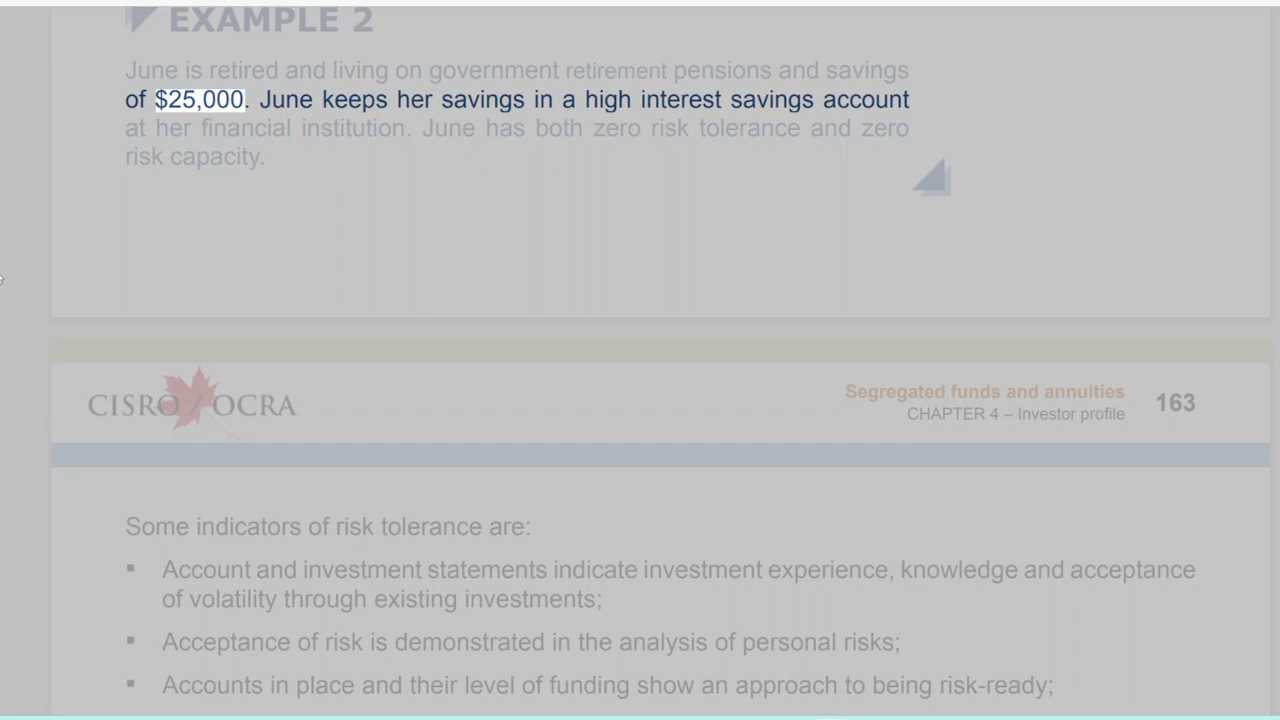 EXAMPLE 2
June is retired and living on government retirement pensions and savings
of $25,000. June keeps her savings in a high interest savings account
at her financial institution. June has both zero risk tolerance and zero
risk capacity.
CISRO / OCRA
Segregated funds and annuities
CHAPTER 4 – Investor profile
163
Some indicators of risk tolerance are:
▪ Account and investment statements indicate investment experience, knowledge and acceptance
of volatility through existing investments;
▪ Acceptance of risk is demonstrated in the analysis of personal risks;
▪ Accounts in place and their level of funding show an approach to being risk-ready;